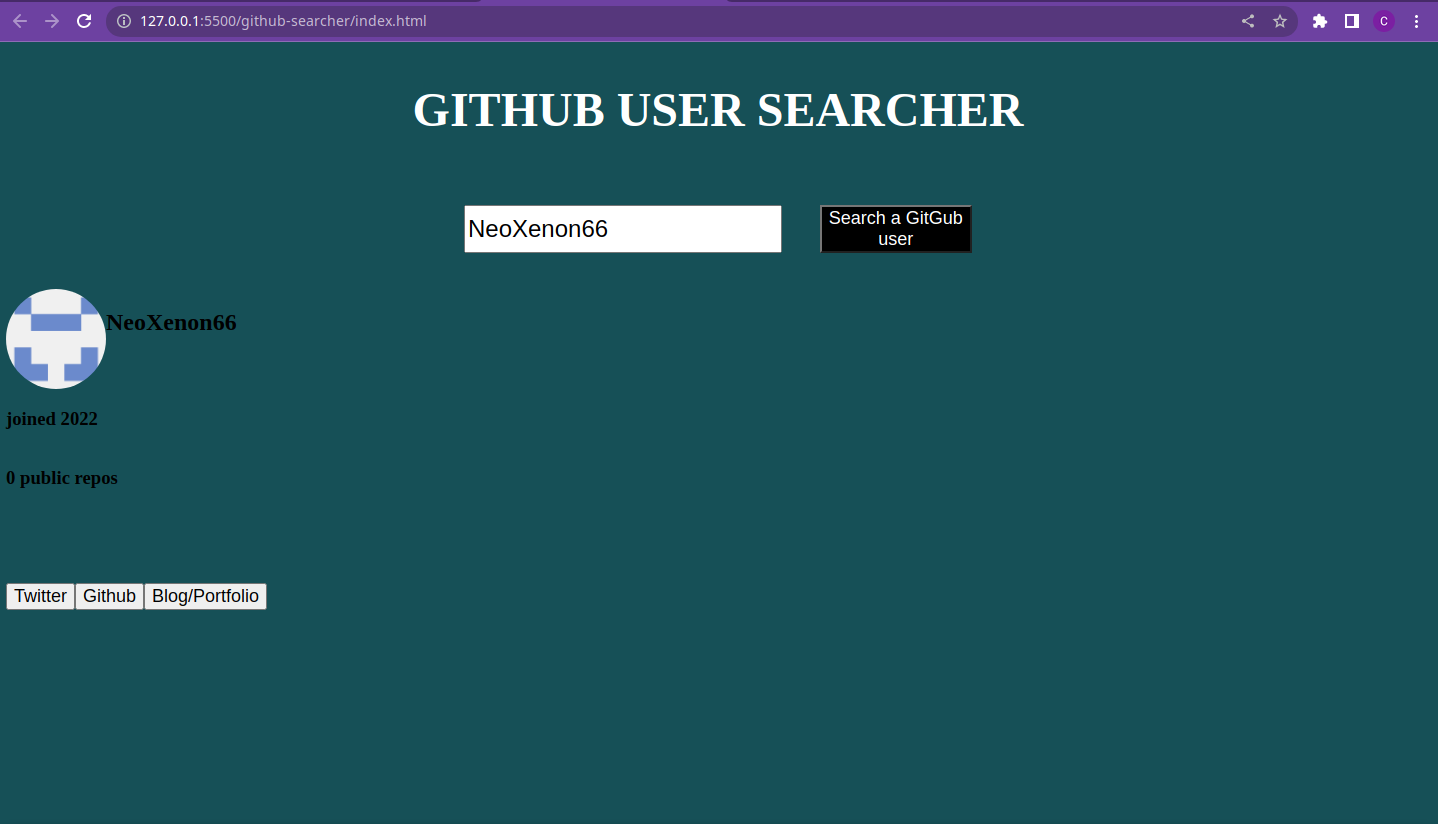 127.0.0.1:5500/github-searcher/index.html
C
GITHUB USER SEARCHER
NeoXenon66
Search a GitGub
user
NeoXenon66
joined 2022
0 public repos
Twitter Github Blog/Portfolio